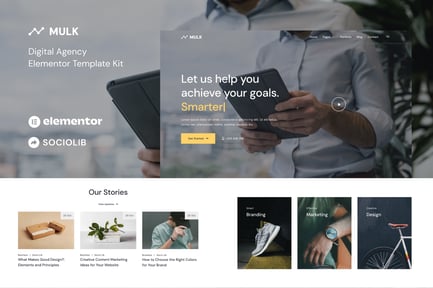 MULK
Digital Agency
Elementor Template Kit
elementor
SOCIOLIB
MULK
Home
Pages
Portfolio
Blog
Contact
Let us help you
achieve your goals.
Smarter|
Get Started
Our Stories
What Makes Good Design?:
Elements and Principles
Creative Content Marketing
Ideas for Your Website
How to Choose the Right Colors
for Your Brand
Branding
Marketing
Creative
Design